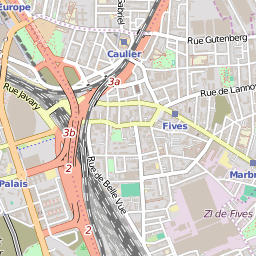 Europe
Gabriel
Caulier
Rue Gutenberg
3a
Rue Javary
Rue de Lannoy
3b
Fives
2
Rue de Belle Vue
Palais
Marbr
ZI de Fives
2